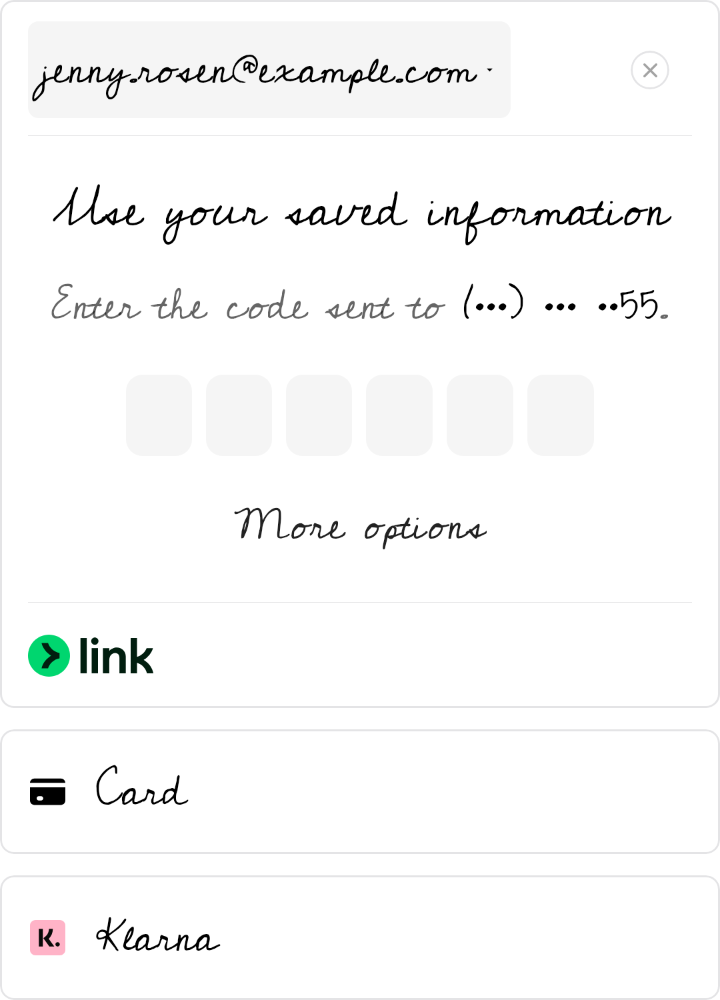 jenny.rosen@example.com
Use your saved information
Enter the code sent to (•••) ••• ••55.
More options
link
Card
K. Klarna